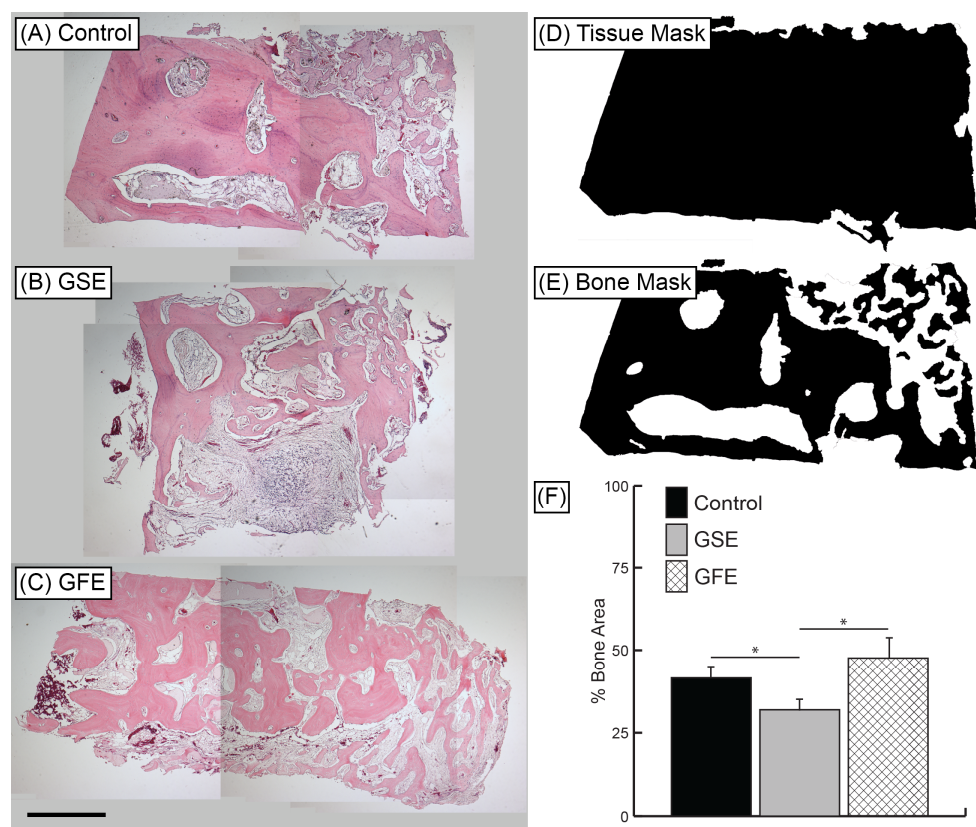 (A) Control
(B) GSE
(C) GFE
(D) Tissue Mask
(E) Bone Mask
(F)
% Bone Area
100
75
50
25
0
Control
GSE
GFE
*
*